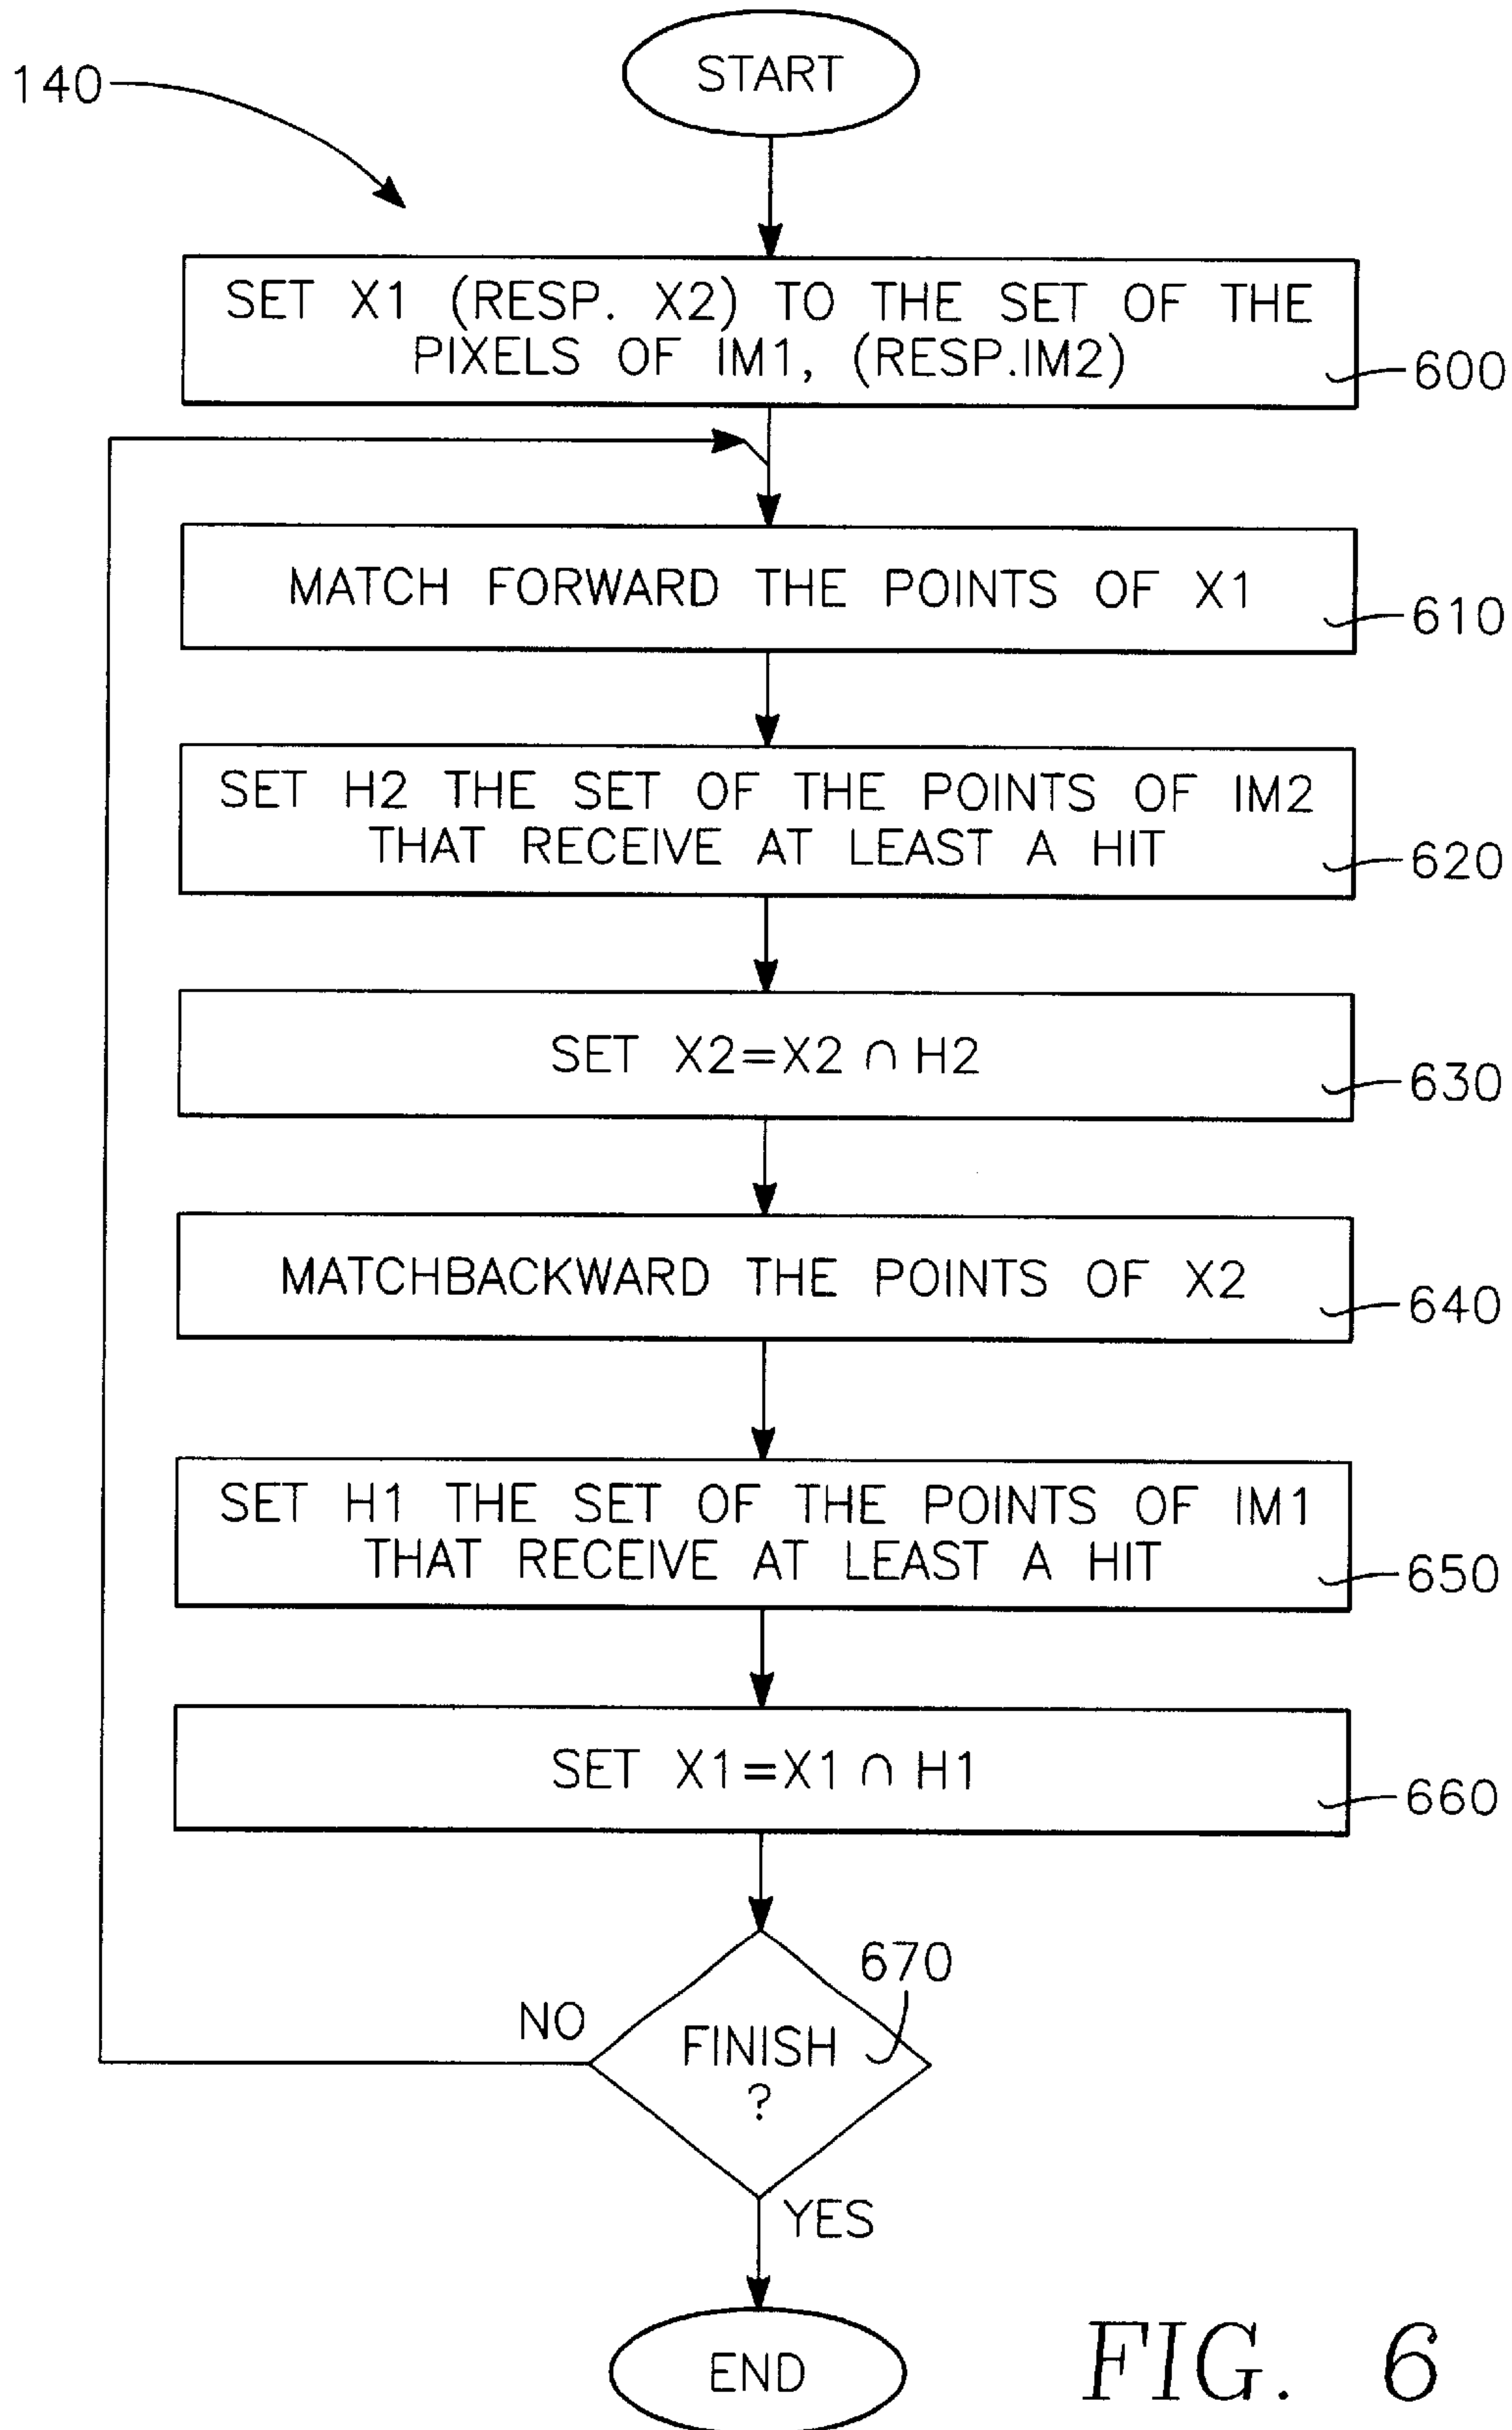 START
140
SET X1 (RESP. X2) TO THE SET OF THE
PIXELS OF IM1, (RESP.IM2)
600
MATCH FORWARD THE POINTS OF X1
610
SET H2 THE SET OF THE POINTS OF IM2
THAT RECEIVE AT LEAST A HIT
620
SET X2=X2 ∩ H2
630
MATCHBACKWARD THE POINTS OF X2
640
SET H1 THE SET OF THE POINTS OF IM1
THAT RECEIVE AT LEAST A HIT
650
SET X1=X1 ∩ H1
660
670
NO
FINISH
?
YES
END
FIG. 6